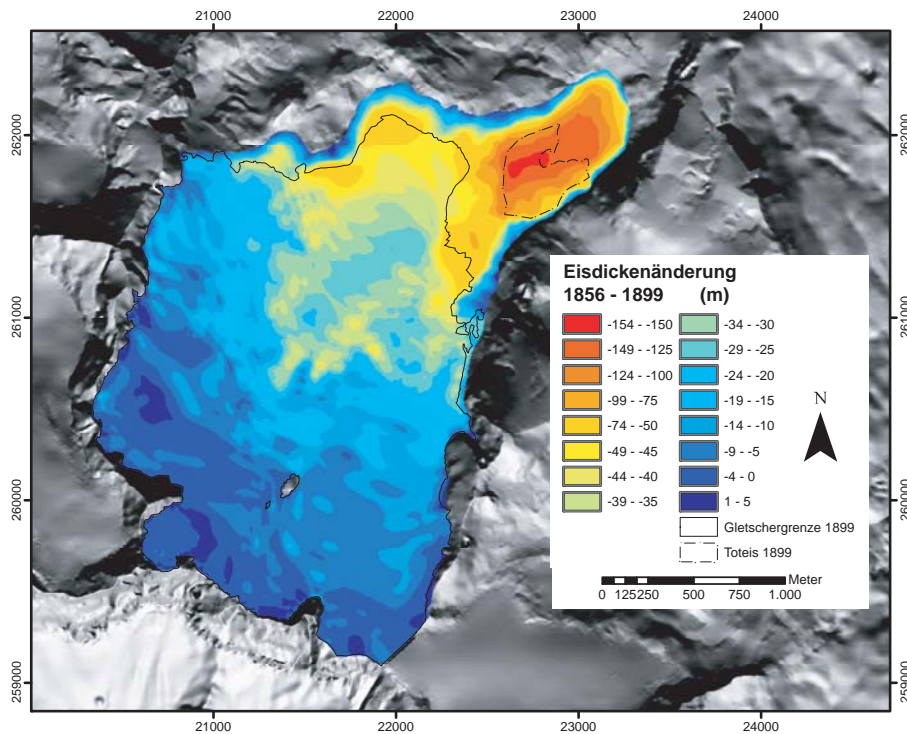 21000 22000 23000 24000
262000 262000
Eisdickenänderung
1856 - 1899 (m)
-154 - -150 -34 - -30
-149 - -125 -29 - -25
-124 - -100 -24 - -20
-99 - -75 -19 - -15
-74 - -50 -14 - -10
-49 - -45 -9 - -5
-44 - -40 -4 - 0
-39 - -35 1 - 5
Gletschergrenze 1899
Toteis 1899
N
Meter
0 125 250 500 750 1.000
261000 261000
260000 260000
259000 259000
21000 22000 23000 24000